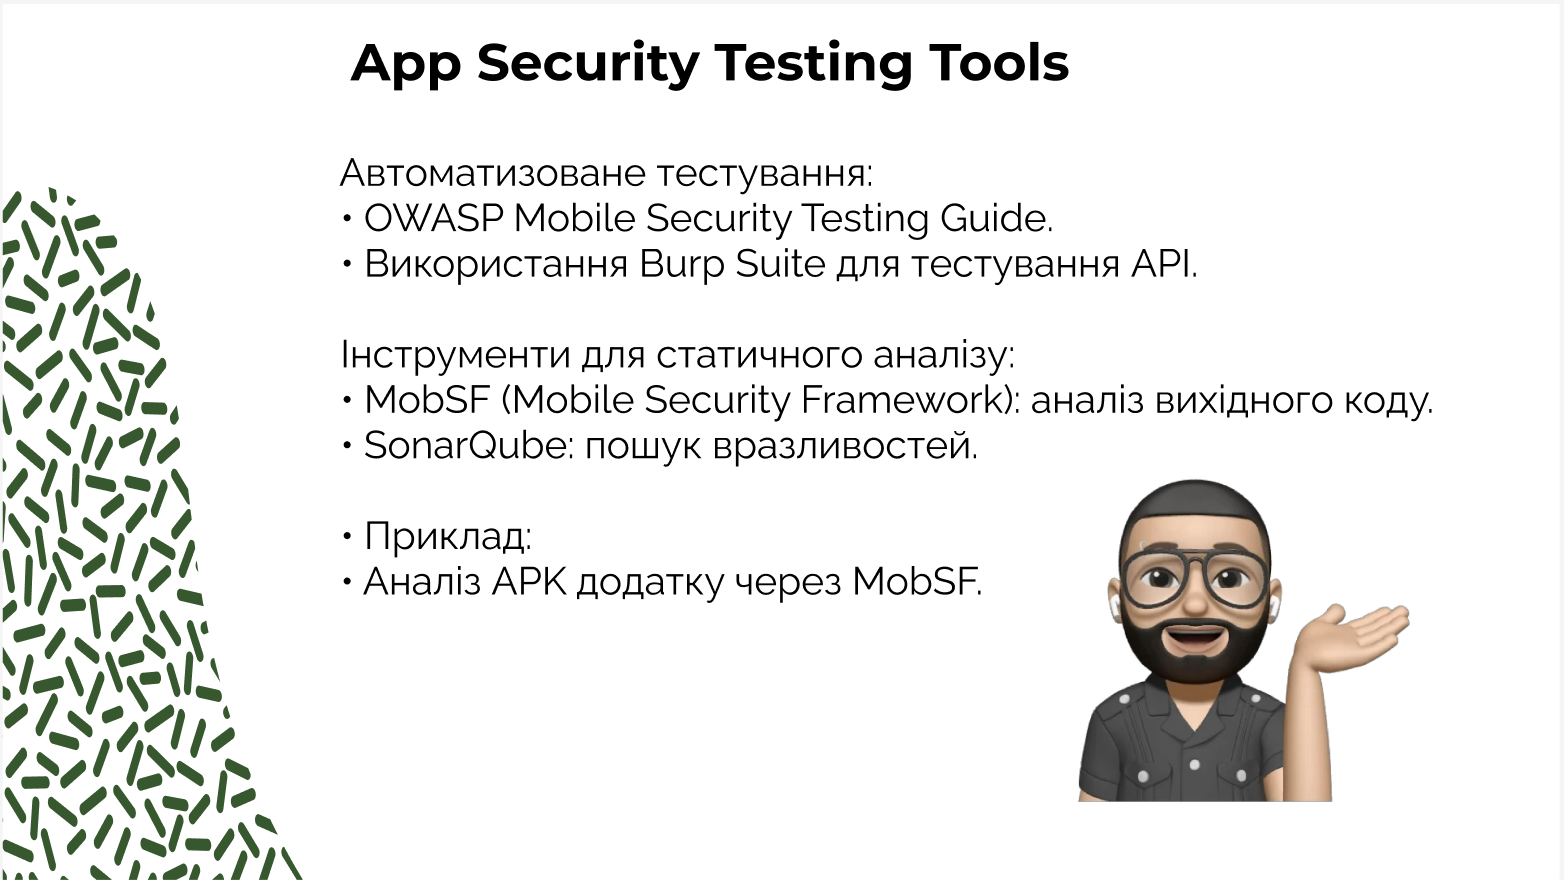 App Security Testing Tools
Автоматизоване тестування:
• OWASP Mobile Security Testing Guide.
• Використання Burp Suite для тестування API.
Інструменти для статичного аналізу:
• MobSF (Mobile Security Framework): аналіз вихідного коду.
• SonarQube: пошук вразливостей.
• Приклад:
• Аналіз APK додатку через MobSF.